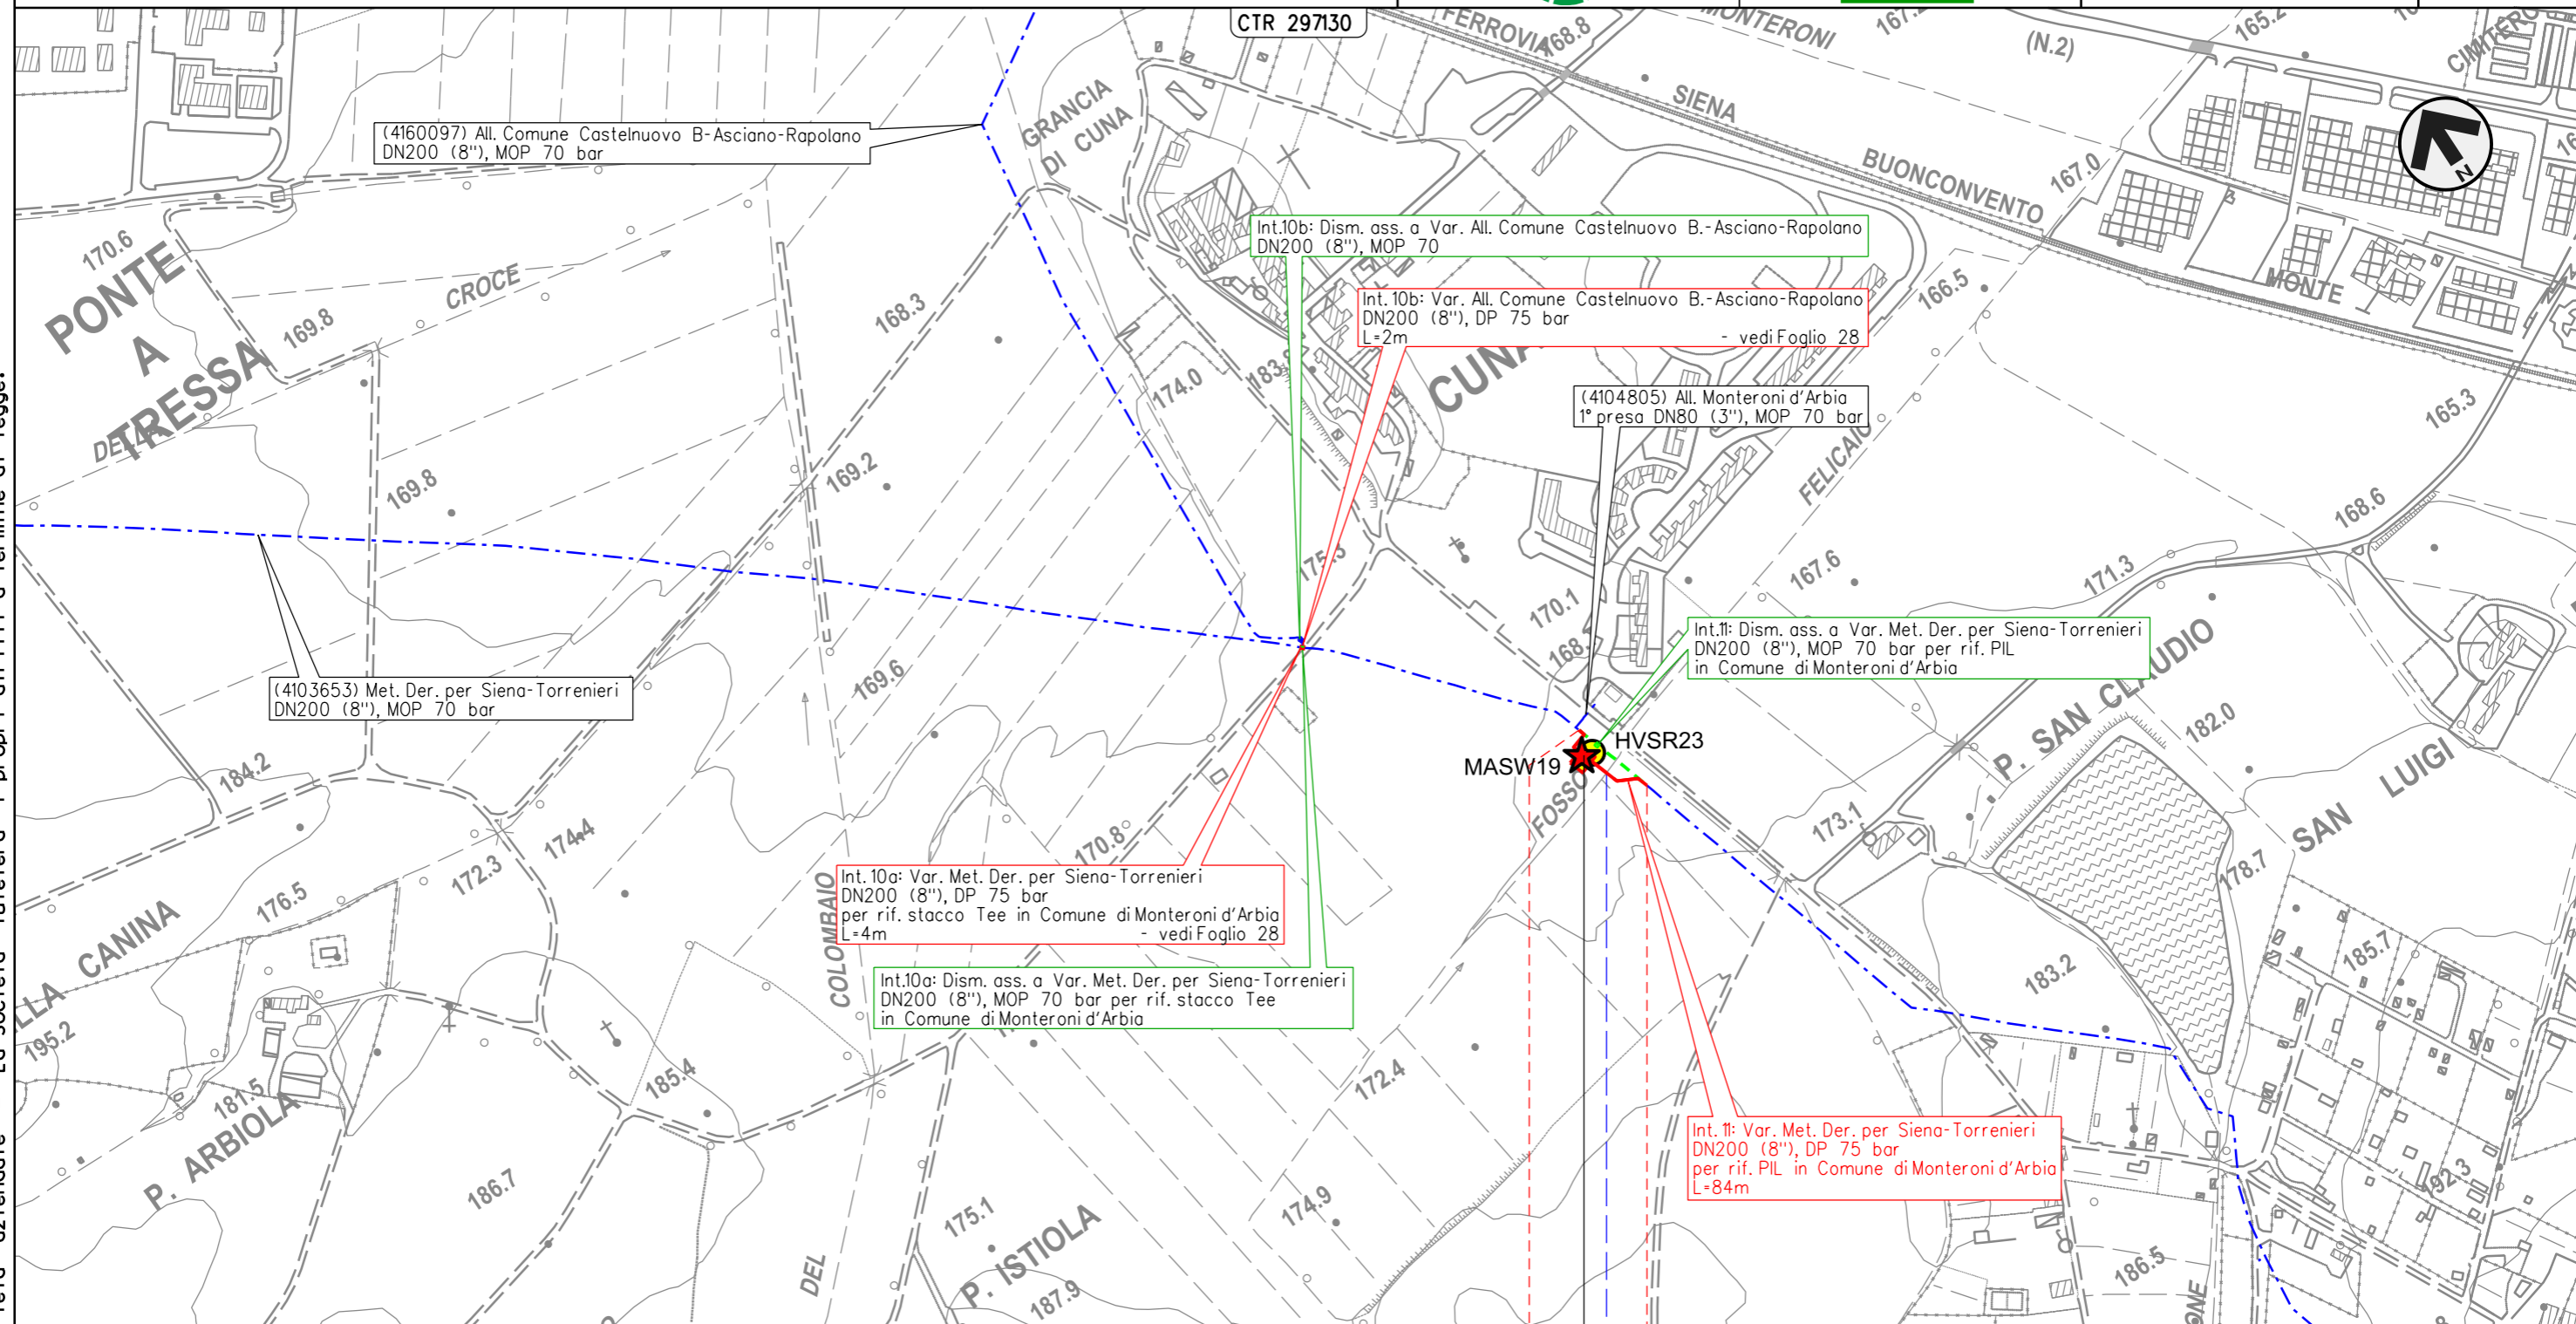 CTR 297130
FERROVIA
168.8
MONTERONI
(N.2)
165.2
CIMITERO
SIENA
BUONCONVENTO
167.0
MONTE
N
GRANCIA
DI CUNA
(4160097) All. Comune Castelnuovo B-Asciano-Rapolano
DN200 (8"), MOP 70 bar
170.6
PONTE
A
TRESSA
CROCE
169.8
168.3
Int.10b: Dism. ass. a Var. All. Comune Castelnuovo B.-Asciano-Rapolano
DN200 (8"), MOP 70
Int. 10b: Var. All. Comune Castelnuovo B.-Asciano-Rapolano
DN200 (8"), DP 75 bar
L=2m - vedi Foglio 28
166.5
CUNA
174.0
(4104805) All. Monteroni d'Arbia
1° presa DN80 (3"), MOP 70 bar
165.3
FELICAIO
169.8
169.2
168.6
167.6
171.3
170.1
Int.11: Dism. ass. a Var. Met. Der. per Siena-Torrenieri
DN200 (8"), MOP 70 bar per rif. PIL
in Comune di Monteroni d'Arbia
(4103653) Met. Der. per Siena-Torrenieri
DN200 (8"), MOP 70 bar
169.6
P. SAN CLAUDIO
182.0
SAN LUIGI
HVSR23
MASW19
FOSSO
184.2
174.4
172.3
176.5
170.8
173.1
178.7
Int. 10a: Var. Met. Der. per Siena-Torrenieri
DN200 (8"), DP 75 bar
per rif. stacco Tee in Comune di Monteroni d'Arbia
L=4m - vedi Foglio 28
COLOMBAIO
CANINA
195.2
Int.10a: Dism. ass. a Var. Met. Der. per Siena-Torrenieri
DN200 (8"), MOP 70 bar per rif. stacco Tee
in Comune di Monteroni d'Arbia
183.2
185.7
181.5
P. ARBIOLA
185.4
172.4
Int. 11: Var. Met. Der. per Siena-Torrenieri
DN200 (8"), DP 75 bar
per rif. PIL in Comune di Monteroni d'Arbia
L=84m
186.7
175.1
174.9
192.3
P. ISTIOLA
187.9
DEL
186.5